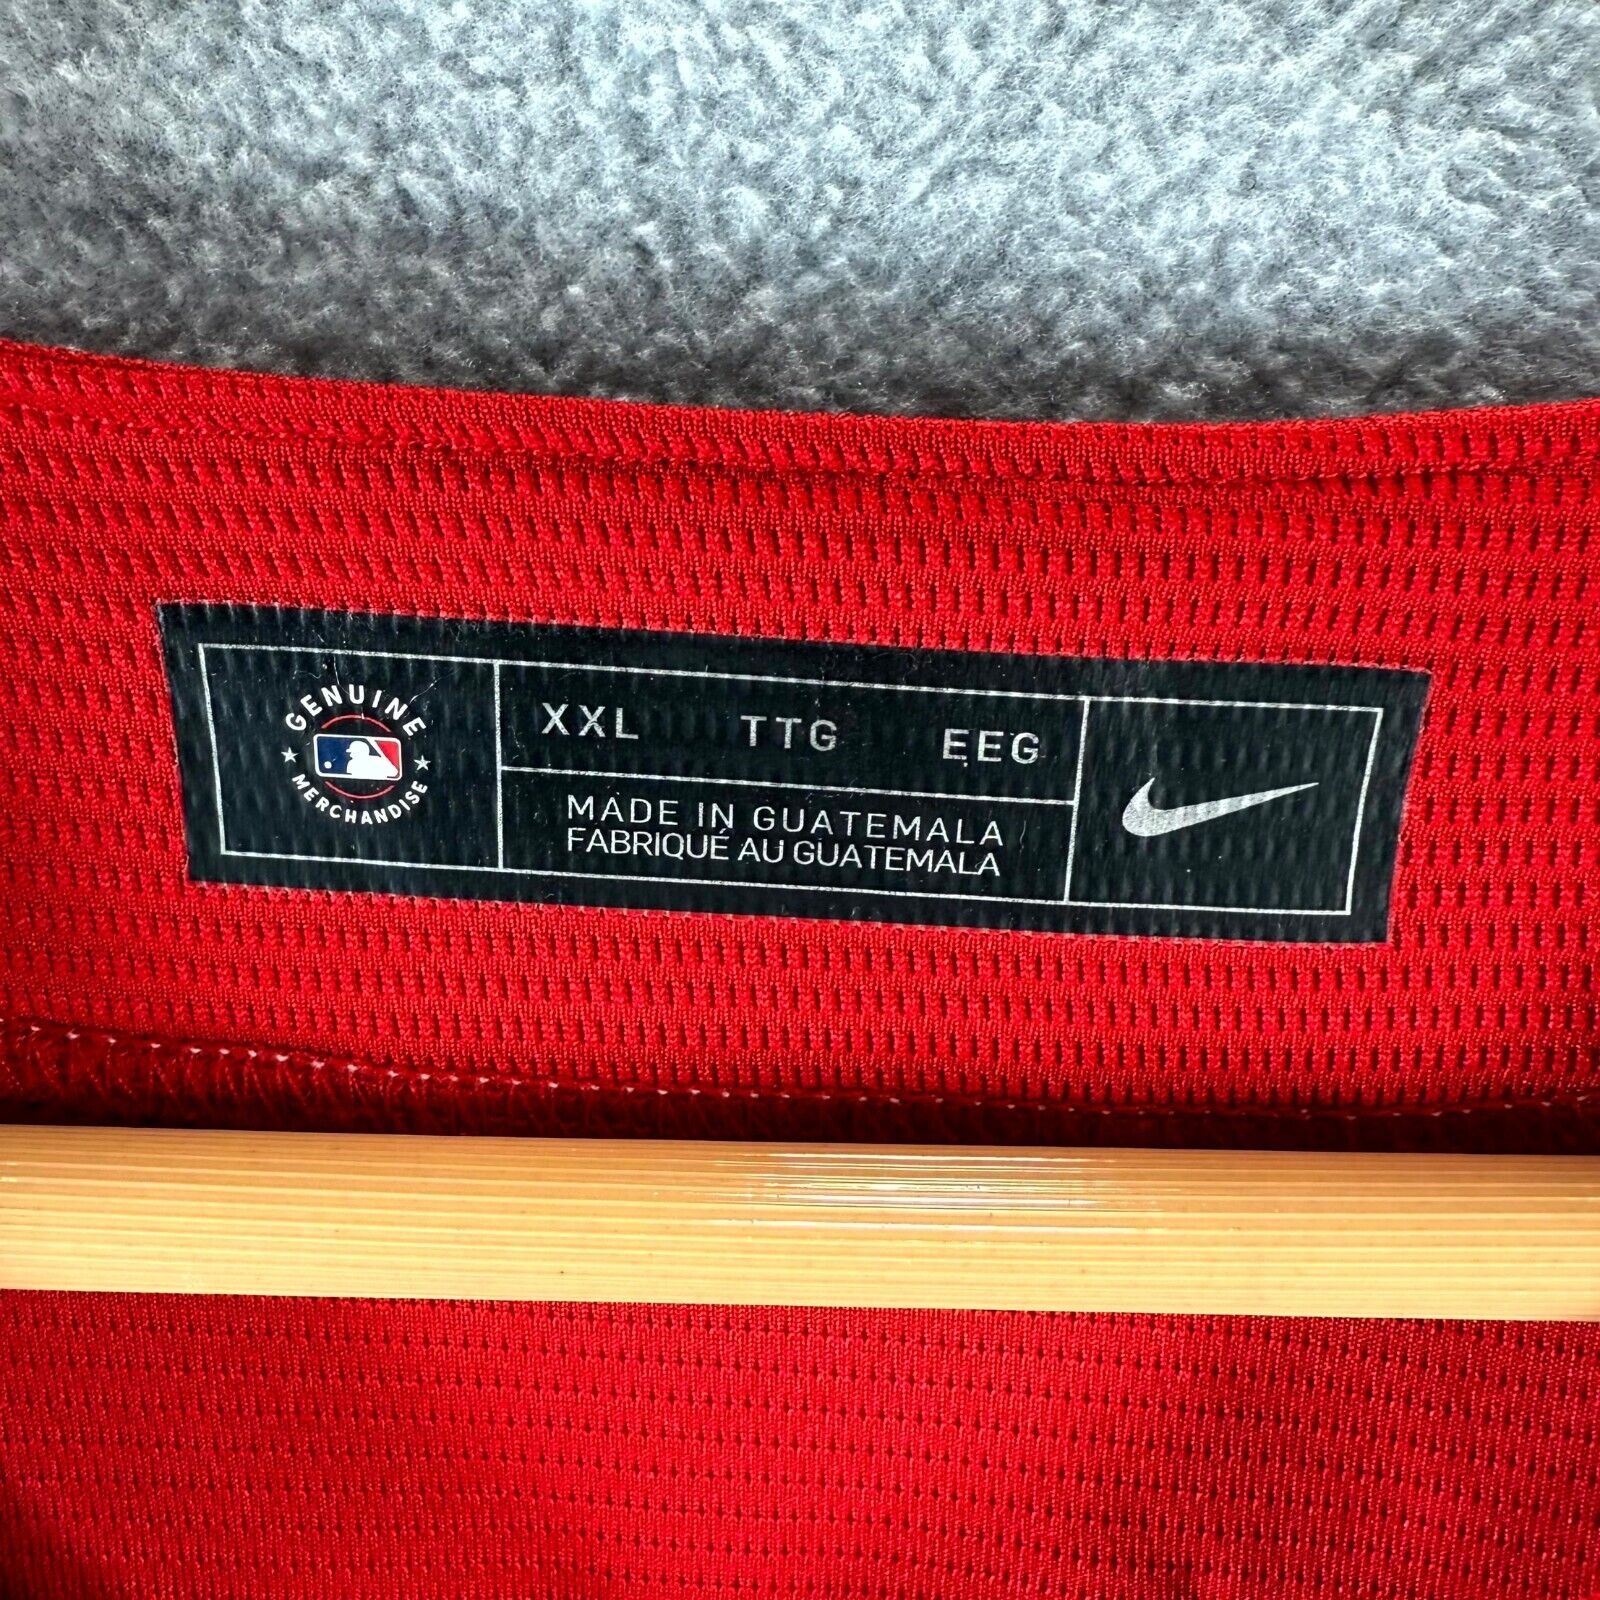 GENUINE
MERCHANDISE
XXL TTG EEG
MADE IN GUATEMALA
FABRIQUÉ AU GUATEMALA